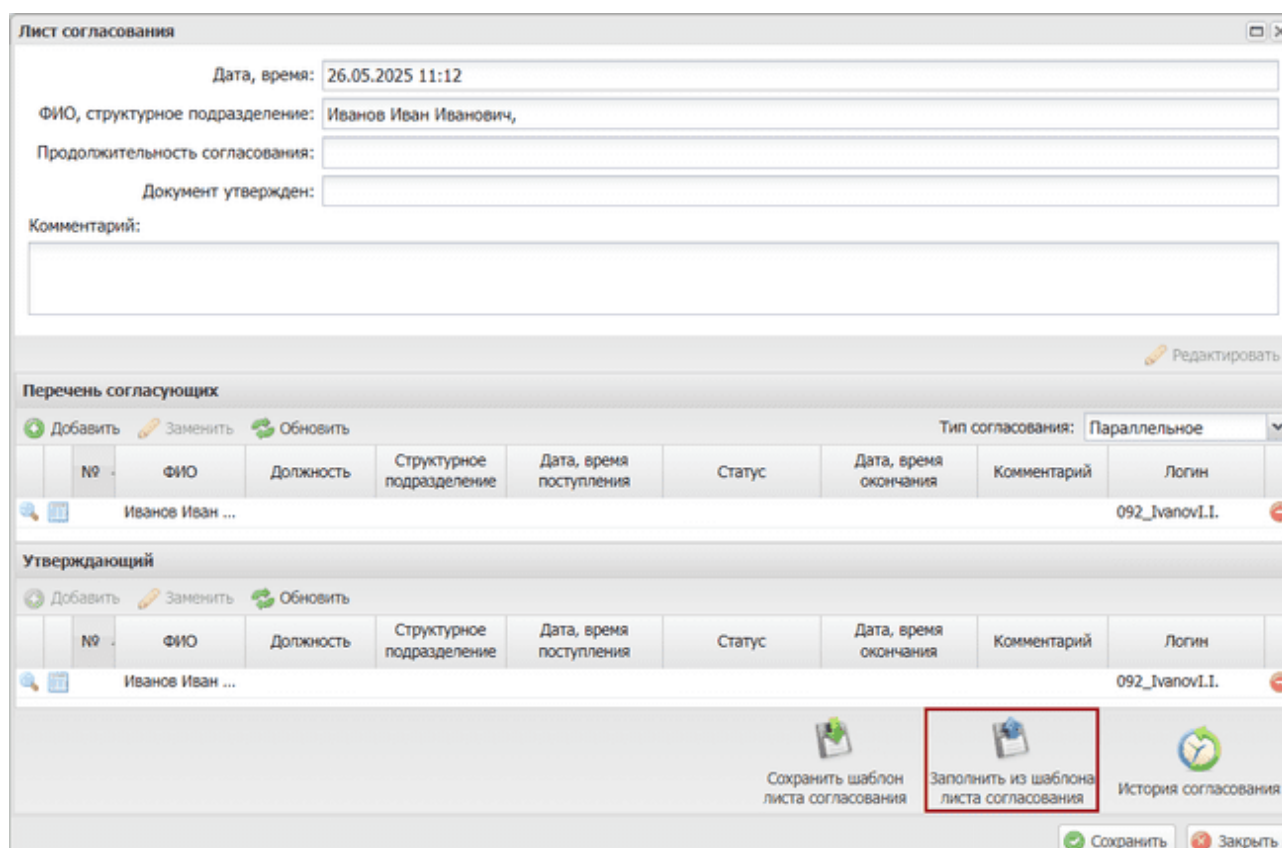 Лист согласования
Дата, время: 26.05.2025 11:12
ФИО, структурное подразделение: Иванов Иван Иванович,
Продолжительность согласования:
Документ утвержден:
Комментарий:
Редактировать
Перечень согласующих
Добавить Заменить Обновить Тип согласования: Параллельное
№ ФИО Должность Структурное подразделение Дата, время поступления Статус Дата, время окончания Комментарий Логин
Иванов Иван ... 092_IvanovI.I.
Утверждающий
Добавить Заменить Обновить
№ ФИО Должность Структурное подразделение Дата, время поступления Статус Дата, время окончания Комментарий Логин
Иванов Иван ... 092_IvanovI.I.
Сохранить шаблон листа согласования
Заполнить из шаблона листа согласования
История согласования
Сохранить Закрыть